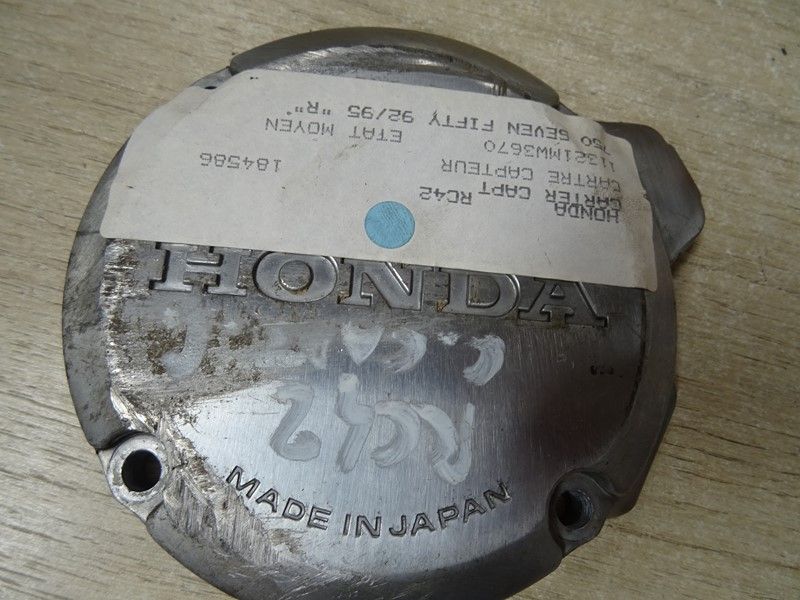 HONDA
CARTER CAPT RC42
CARTRE CAPTEUR
11321MW3670 184586
ETAT MOYEN
750 SEVEN FIFTY 92/95 "R"
HONDA
RC42
MADE IN JAPAN